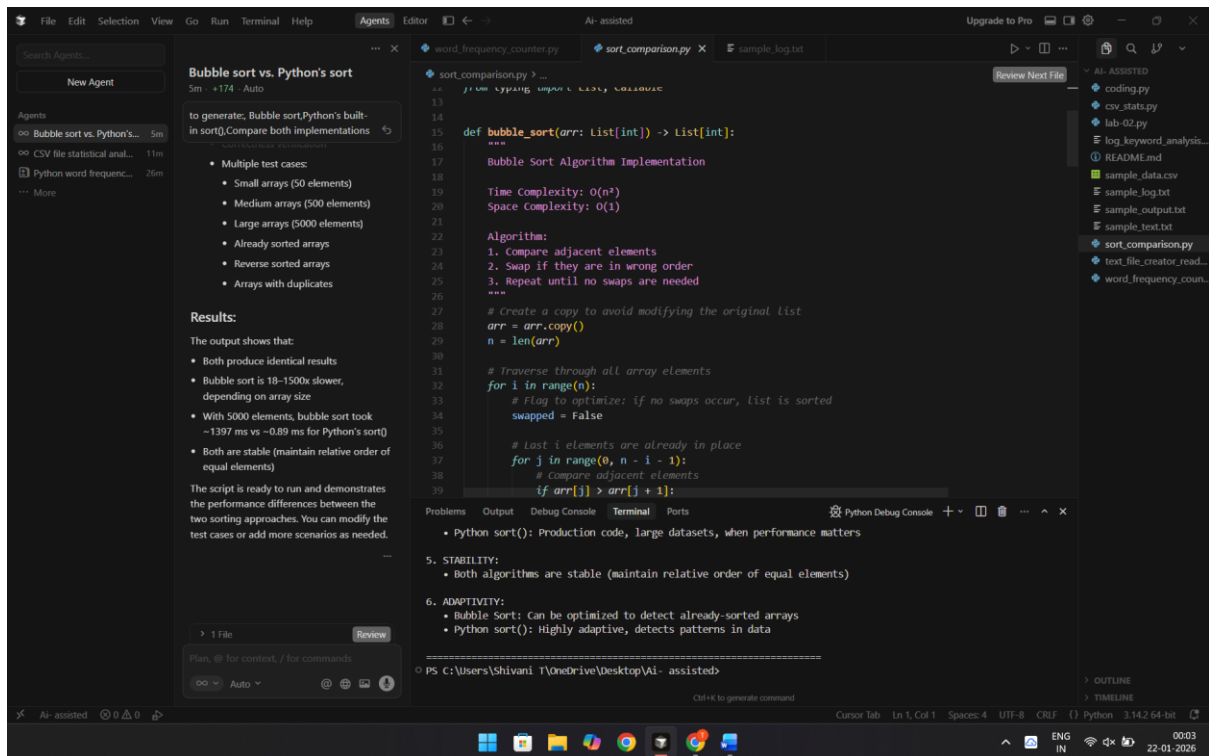 File Edit Selection View Go Run Terminal Help
Agents Editor
Ai- assisted
Upgrade to Pro
Search Agents...
New Agent
Agents
Bubble sort vs. Python's... 5m
CSV file statistical anal... 11m
Python word frequenc... 26m
... More
Bubble sort vs. Python's sort
5m · +174 · Auto
to generate:, Bubble sort,Python's built-
in sort(),Compare both implementations
Correctness verification
• Multiple test cases:
• Small arrays (50 elements)
• Medium arrays (500 elements)
• Large arrays (5000 elements)
• Already sorted arrays
• Reverse sorted arrays
• Arrays with duplicates
Results:
The output shows that:
• Both produce identical results
• Bubble sort is 18–1500x slower,
depending on array size
• With 5000 elements, bubble sort took
~1397 ms vs ~0.89 ms for Python's sort()
• Both are stable (maintain relative order of
equal elements)
The script is ready to run and demonstrates
the performance differences between the
two sorting approaches. You can modify the
test cases or add more scenarios as needed.
> 1 File Review
Plan, @ for context, / for commands
∞ Auto
word_frequency_counter.py sort_comparison.py sample_log.txt
sort_comparison.py > ...
Review Next File
12 from typing import List, Callable
13
14
15 def bubble_sort(arr: List[int]) -> List[int]:
16 """
17 Bubble Sort Algorithm Implementation
18
19 Time Complexity: O(n²)
20 Space Complexity: O(1)
21
22 Algorithm:
23 1. Compare adjacent elements
24 2. Swap if they are in wrong order
25 3. Repeat until no swaps are needed
26 """
27 # Create a copy to avoid modifying the original list
28 arr = arr.copy()
29 n = len(arr)
30
31 # Traverse through all array elements
32 for i in range(n):
33 # Flag to optimize: if no swaps occur, list is sorted
34 swapped = False
35
36 # Last i elements are already in place
37 for j in range(0, n - i - 1):
38 # Compare adjacent elements
39 if arr[j] > arr[j + 1]:
Problems Output Debug Console Terminal Ports
Python Debug Console
• Python sort(): Production code, large datasets, when performance matters
5. STABILITY:
• Both algorithms are stable (maintain relative order of equal elements)
6. ADAPTIVITY:
• Bubble Sort: Can be optimized to detect already-sorted arrays
• Python sort(): Highly adaptive, detects patterns in data
======================================================================
PS C:\Users\Shivani T\OneDrive\Desktop\Ai- assisted>
Ctrl+K to generate command
AI- ASSISTED
coding.py
csv_stats.py
lab-02.py
log_keyword_analysis...
README.md
sample_data.csv
sample_log.txt
sample_output.txt
sample_text.txt
sort_comparison.py
text_file_creator_read...
word_frequency_coun...
> OUTLINE
> TIMELINE
Ai- assisted 0 0
Cursor Tab Ln 1, Col 1 Spaces: 4 UTF-8 CRLF {} Python 3.14.2 64-bit
ENG
IN
00:03
22-01-2026